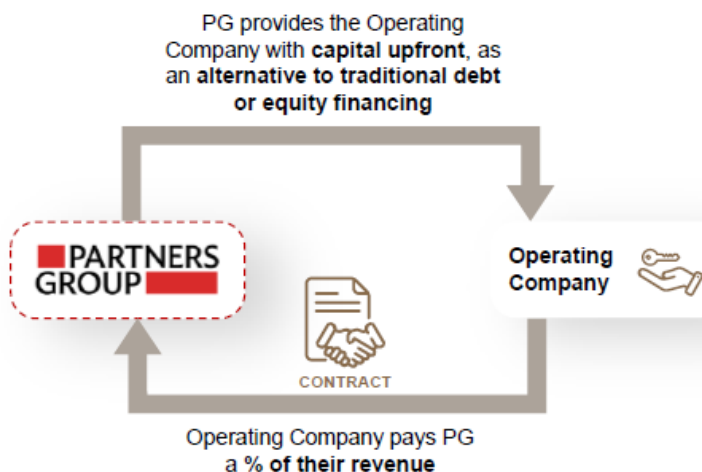 PG provides the Operating
Company with capital upfront, as
an alternative to traditional debt
or equity financing
PARTNERS
GROUP
Operating
Company
CONTRACT
Operating Company pays PG
a % of their revenue